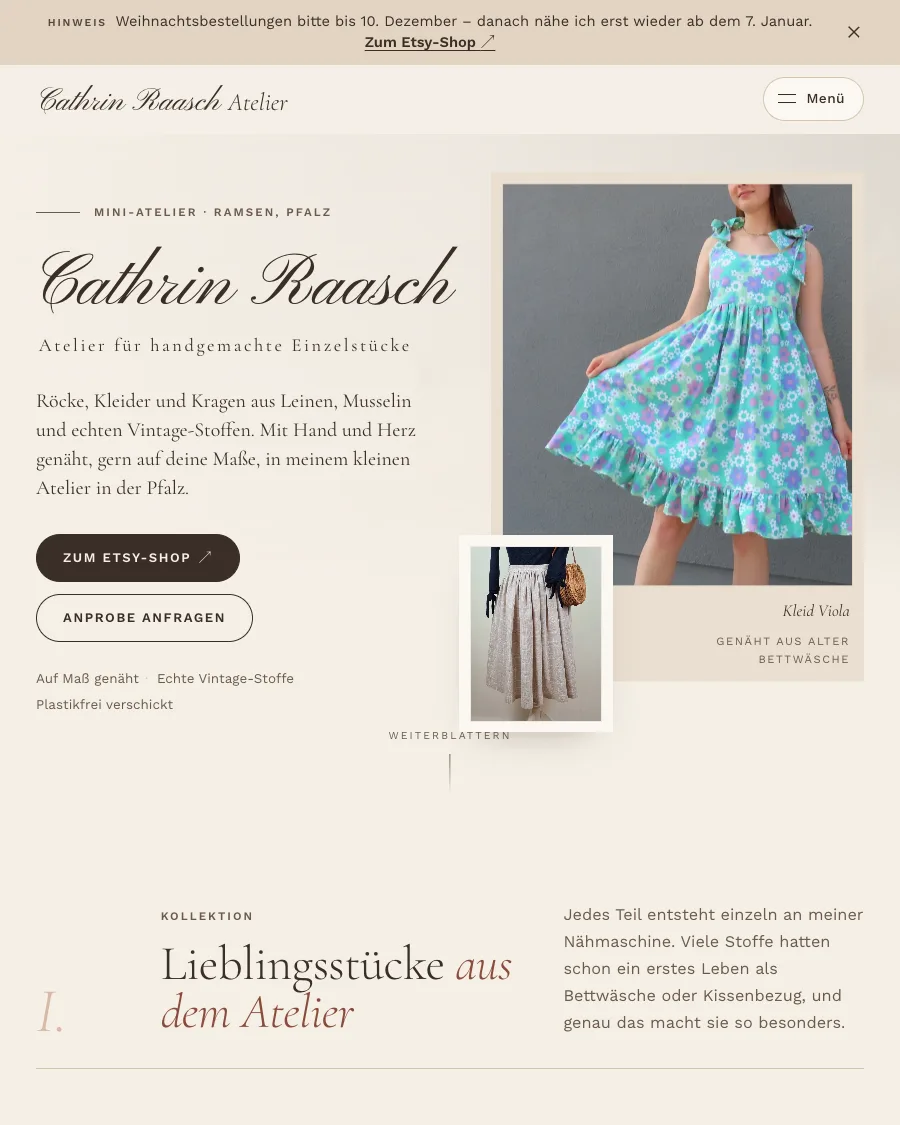 HINWEIS Weihnachtsbestellungen bitte bis 10. Dezember – danach nähe ich erst wieder ab dem 7. Januar.
Zum Etsy-Shop ↗
Cathrin Raasch Atelier
Menü
MINI-ATELIER · RAMSEN, PFALZ
Cathrin Raasch
Atelier für handgemachte Einzelstücke
Röcke, Kleider und Kragen aus Leinen, Musselin
und echten Vintage-Stoffen. Mit Hand und Herz
genäht, gern auf deine Maße, in meinem kleinen
Atelier in der Pfalz.
ZUM ETSY-SHOP ↗
ANPROBE ANFRAGEN
Auf Maß genäht · Echte Vintage-Stoffe
Plastikfrei verschickt
Kleid Viola
GENÄHT AUS ALTER
BETTWÄSCHE
WEITERBLÄTTERN
KOLLEKTION
I.
Lieblingsstücke aus
dem Atelier
Jedes Teil entsteht einzeln an meiner
Nähmaschine. Viele Stoffe hatten
schon ein erstes Leben als
Bettwäsche oder Kissenbezug, und
genau das macht sie so besonders.